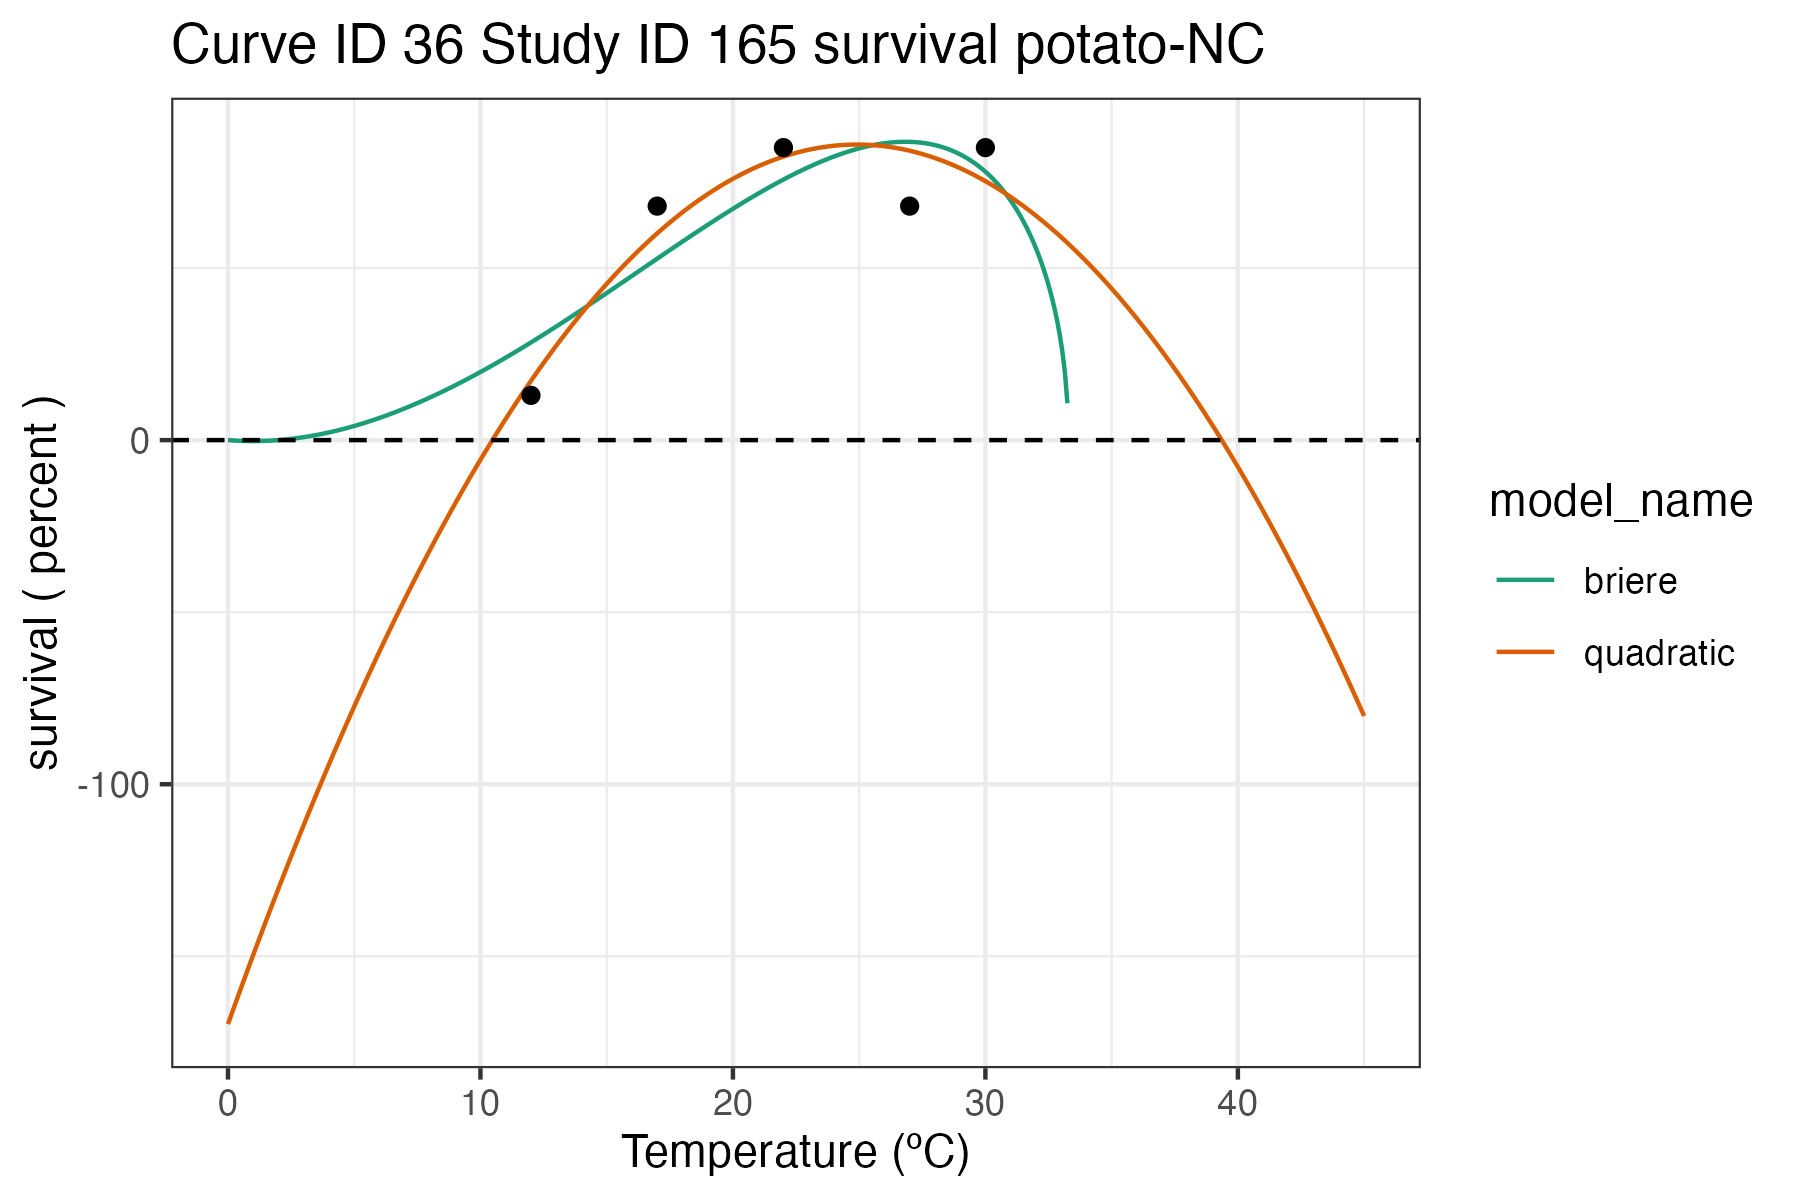 Curve ID 36 Study ID 165 survival potato-NC
survival ( percent )
0
-100
0
10
20
30
40
Temperature (ºC)
model_name
briere
quadratic